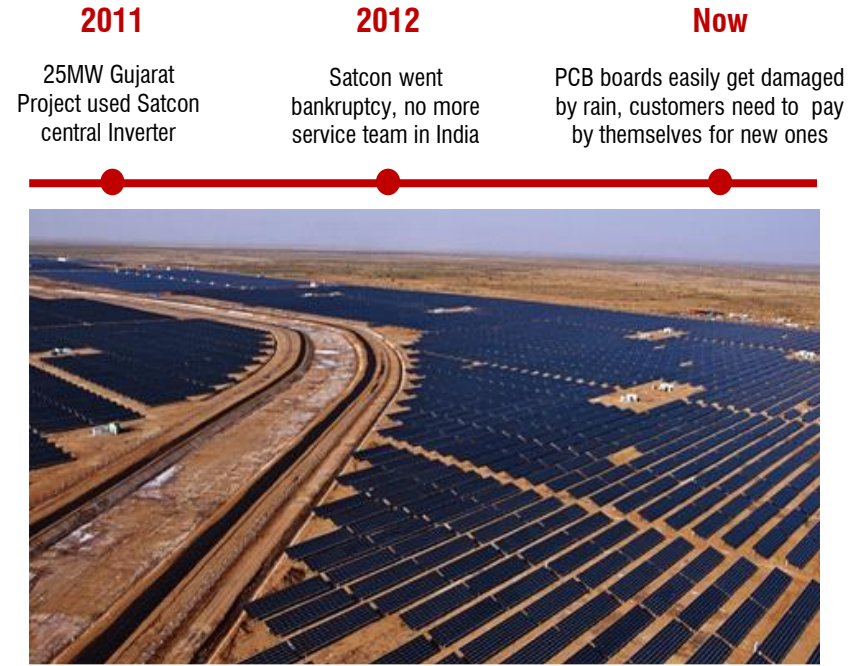 2011
25MW Gujarat
Project used Satcon
central Inverter
2012
Satcon went
bankruptcy, no more
service team in India
Now
PCB boards easily get damaged
by rain, customers need to pay
by themselves for new ones